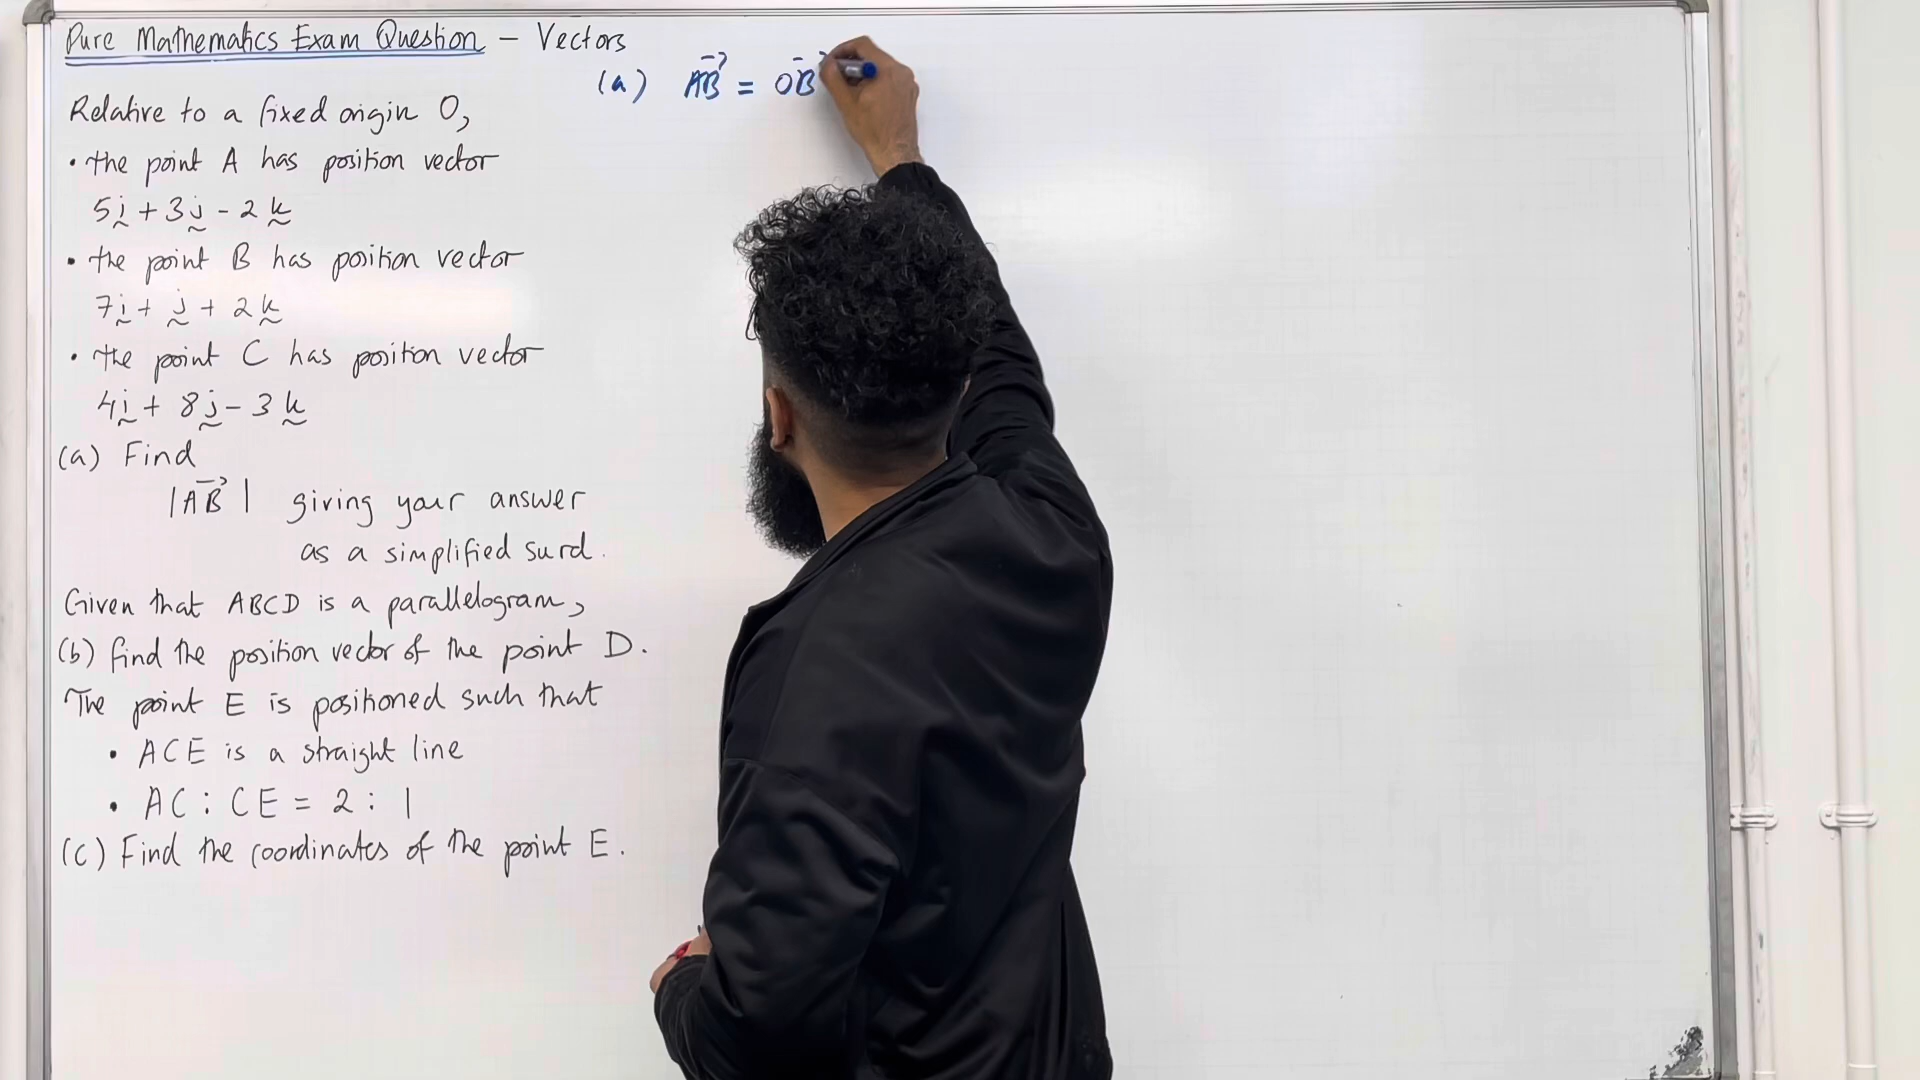 Pure Mathematics Exam Question - Vectors
(a) AB⃗ = OB⃗
Relative to a fixed origin O,
• the point A has position vector
5i + 3j - 2k
• the point B has position vector
7i + j + 2k
• the point C has position vector
4i + 8j - 3k
(a) Find
|AB⃗| giving your answer
as a simplified surd.
Given that ABCD is a parallelogram,
(b) find the position vector of the point D.
The point E is positioned such that
• ACE is a straight line
• AC : CE = 2 : 1
(c) Find the coordinates of the point E.